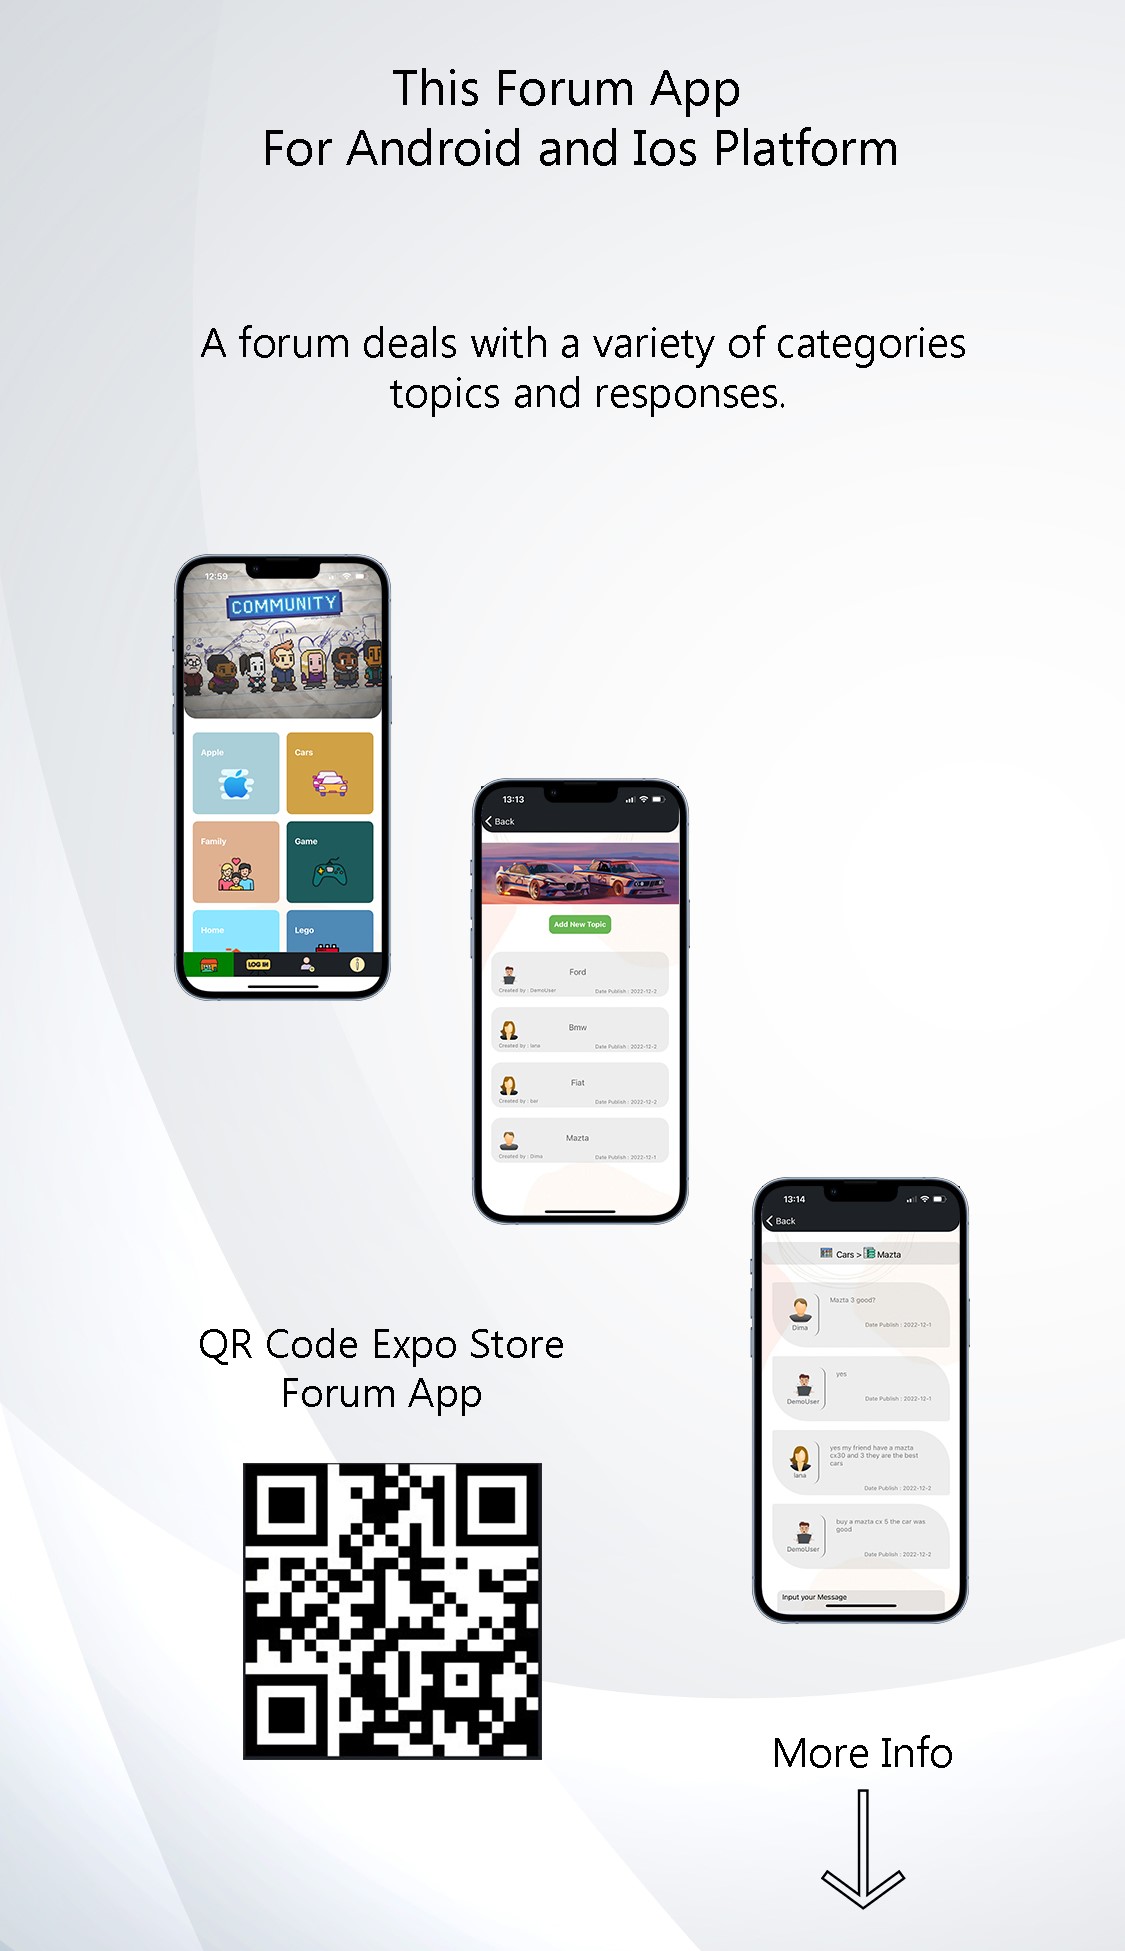 This Forum App
For Android and Ios Platform
A forum deals with a variety of categories
topics and responses.
12:59
COMMUNITY
Apple
Cars
Family
Game
Home
Lego
LOG IN
13:13
Back
Add New Topic
Ford
Created by : DemoUser
Date Publish : 2022-12-2
Bmw
Created by : lana
Date Publish : 2022-12-2
Fiat
Created by : bar
Date Publish : 2022-12-2
Mazta
Created by : Dima
Date Publish : 2022-12-1
13:14
Back
Cars > Mazta
Mazta 3 good?
Dima
Date Publish : 2022-12-1
yes
DemoUser
Date Publish : 2022-12-1
yes my friend have a mazta
cx30 and 3 they are the best
cars
lana
Date Publish : 2022-12-2
buy a mazta cx 5 the car was
good
DemoUser
Date Publish : 2022-12-2
Input your Message
QR Code Expo Store
Forum App
More Info